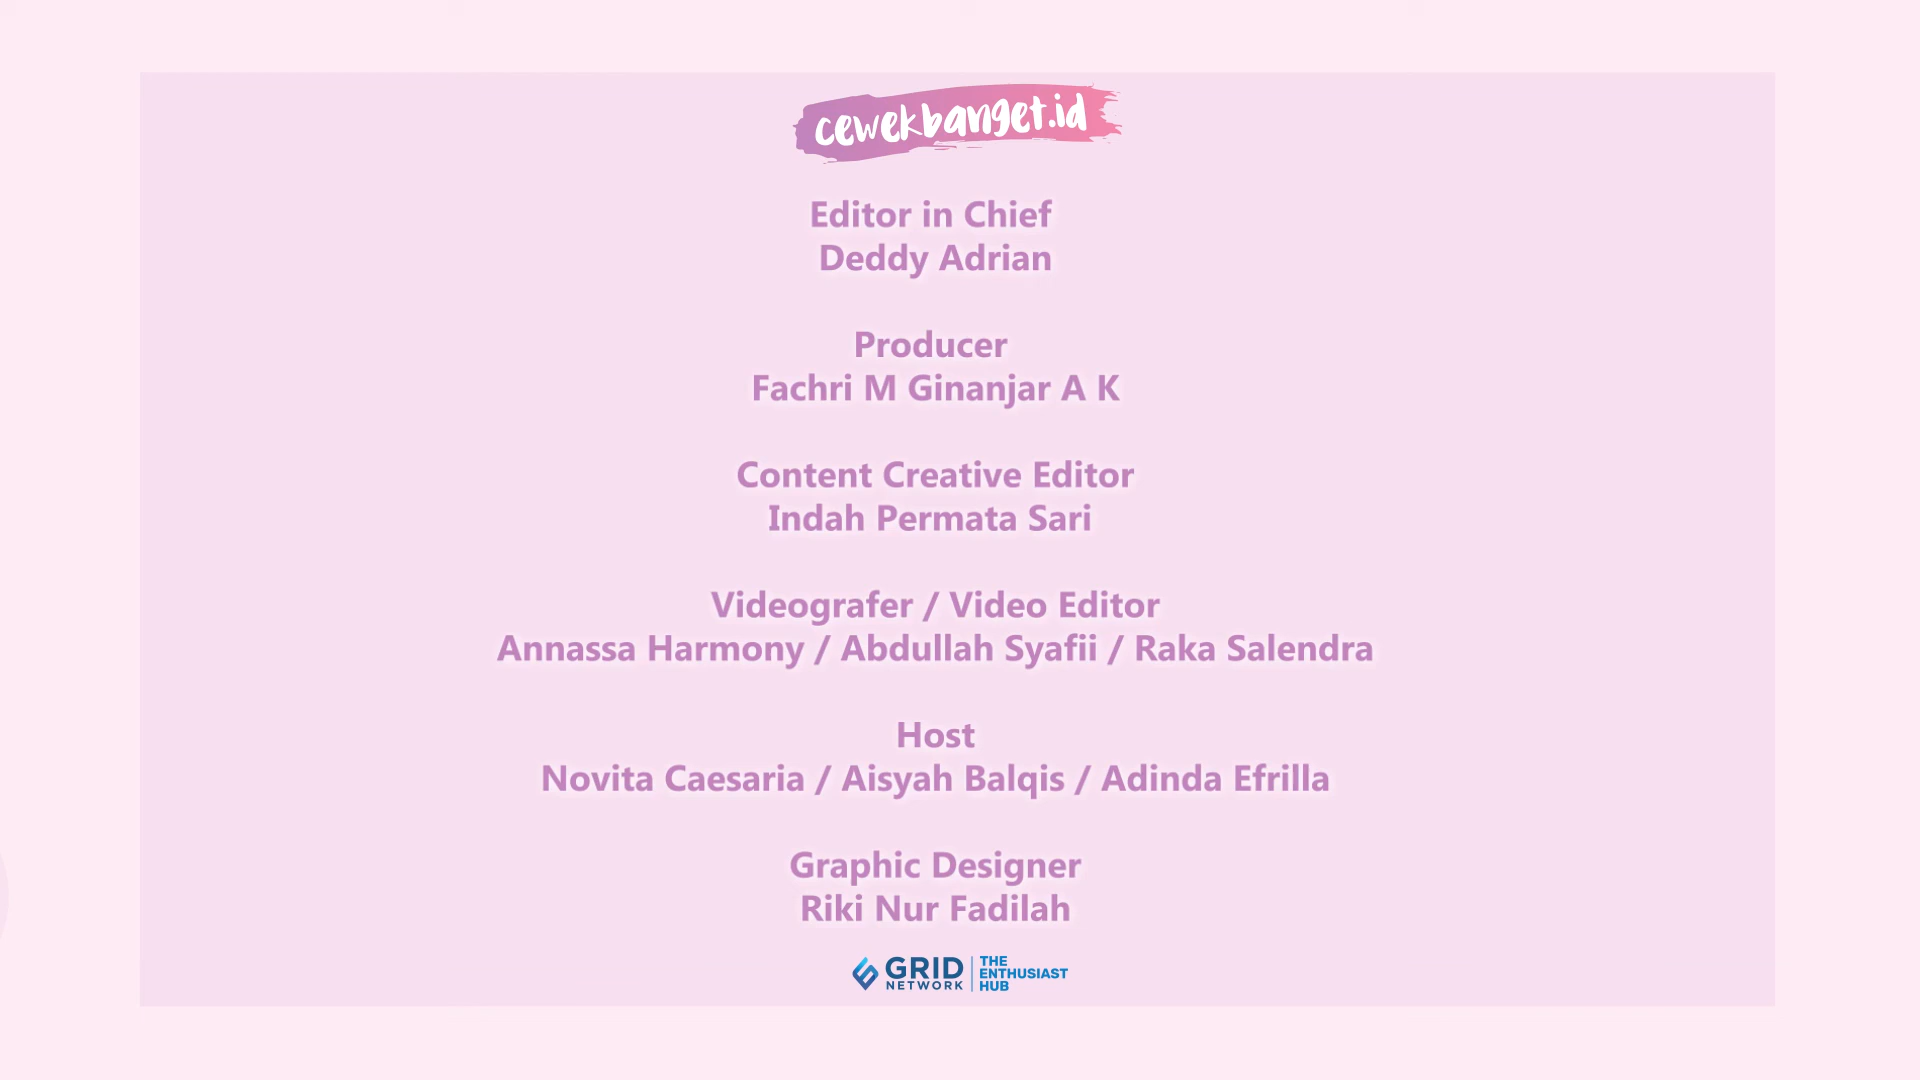 cewekbanget.id
Editor in Chief
Deddy Adrian
Producer
Fachri M Ginanjar A K
Content Creative Editor
Indah Permata Sari
Videografer / Video Editor
Annassa Harmony / Abdullah Syafii / Raka Salendra
Host
Novita Caesaria / Aisyah Balqis / Adinda Efrilla
Graphic Designer
Riki Nur Fadilah
GRID
NETWORK
THE
ENTHUSIAST
HUB